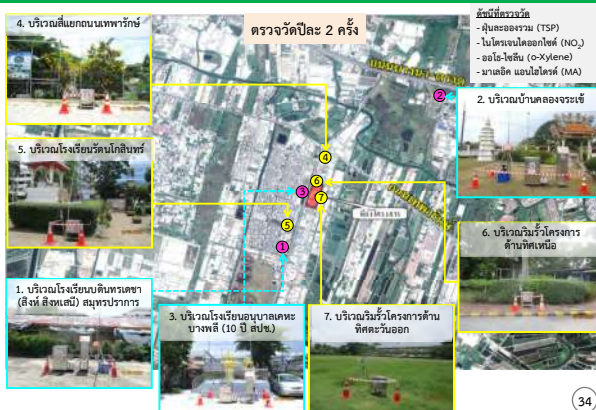 4. บริเวณสี่แยกถนนเทพารักษ์
ตรวจวัดปีละ 2 ครั้ง
ดัชนีที่ตรวจวัด
- ฝุ่นละอองรวม (TSP)
- ไนโตรเจนไดออกไซด์ (NO2)
- ออโธ-ไซลีน (o-Xylene)
- มาเลอิค แอนไฮไดรด์ (MA)
2
2. บริเวณบ้านคลองจระเข้
5. บริเวณโรงเรียนรัตนโกสินทร์
4
6
3
7
ที่ตั้งโครงการ
5
1
6. บริเวณริมรั้วโครงการ
ด้านทิศเหนือ
1. บริเวณโรงเรียนบดินทรเดชา
(สิงห์ สิงหเสนี) สมุทรปราการ
3. บริเวณโรงเรียนอนุบาลเคหะ
บางพลี (10 ปี สปช.)
7. บริเวณริมรั้วโครงการด้าน
ทิศตะวันออก
34